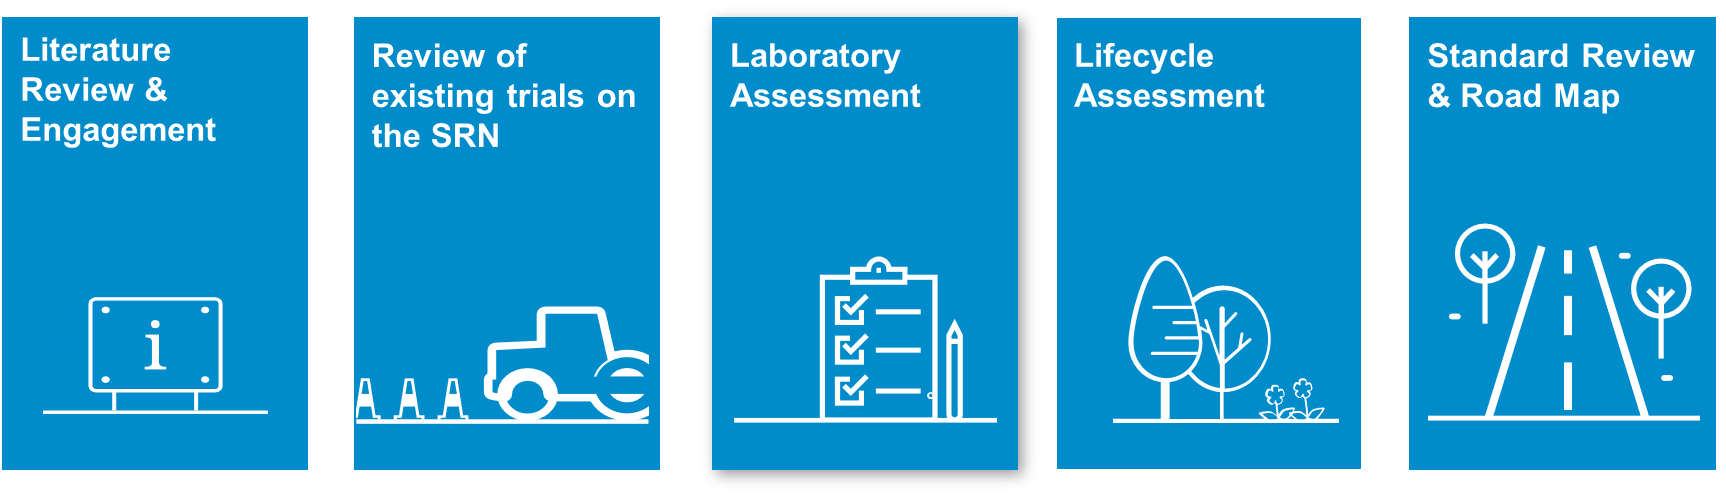 Literature
Review &
Engagement
Review of
existing trials on
the SRN
Laboratory
Assessment
Lifecycle
Assessment
Standard Review
& Road Map
i